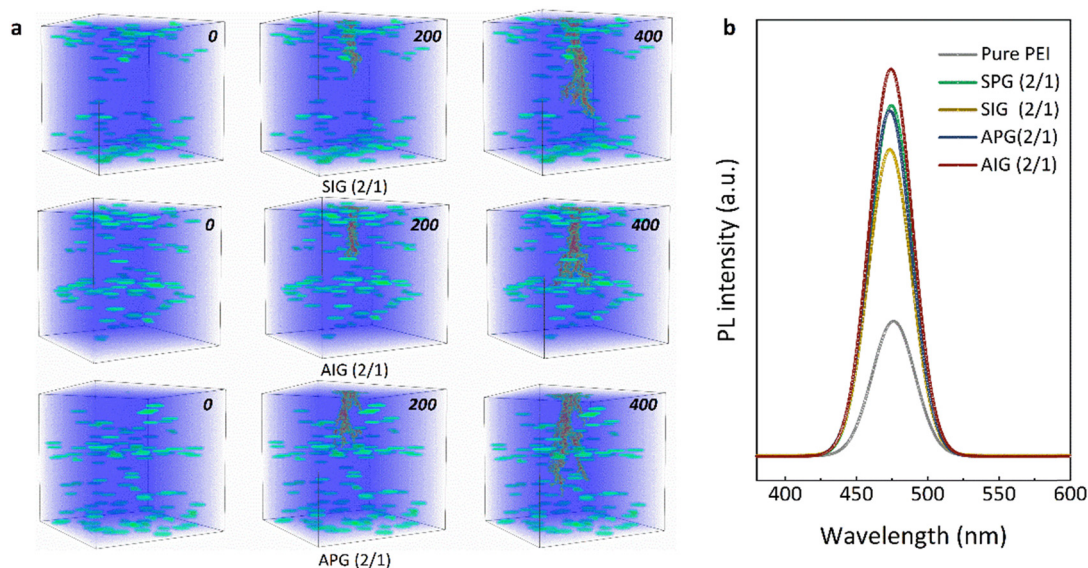 a
0
200
400
SIG (2/1)
0
200
400
AIG (2/1)
0
200
400
APG (2/1)
b
Pure PEI
SPG (2/1)
SIG (2/1)
APG(2/1)
AIG (2/1)
PL intensity (a.u.)
400 450 500 550 600
Wavelength (nm)